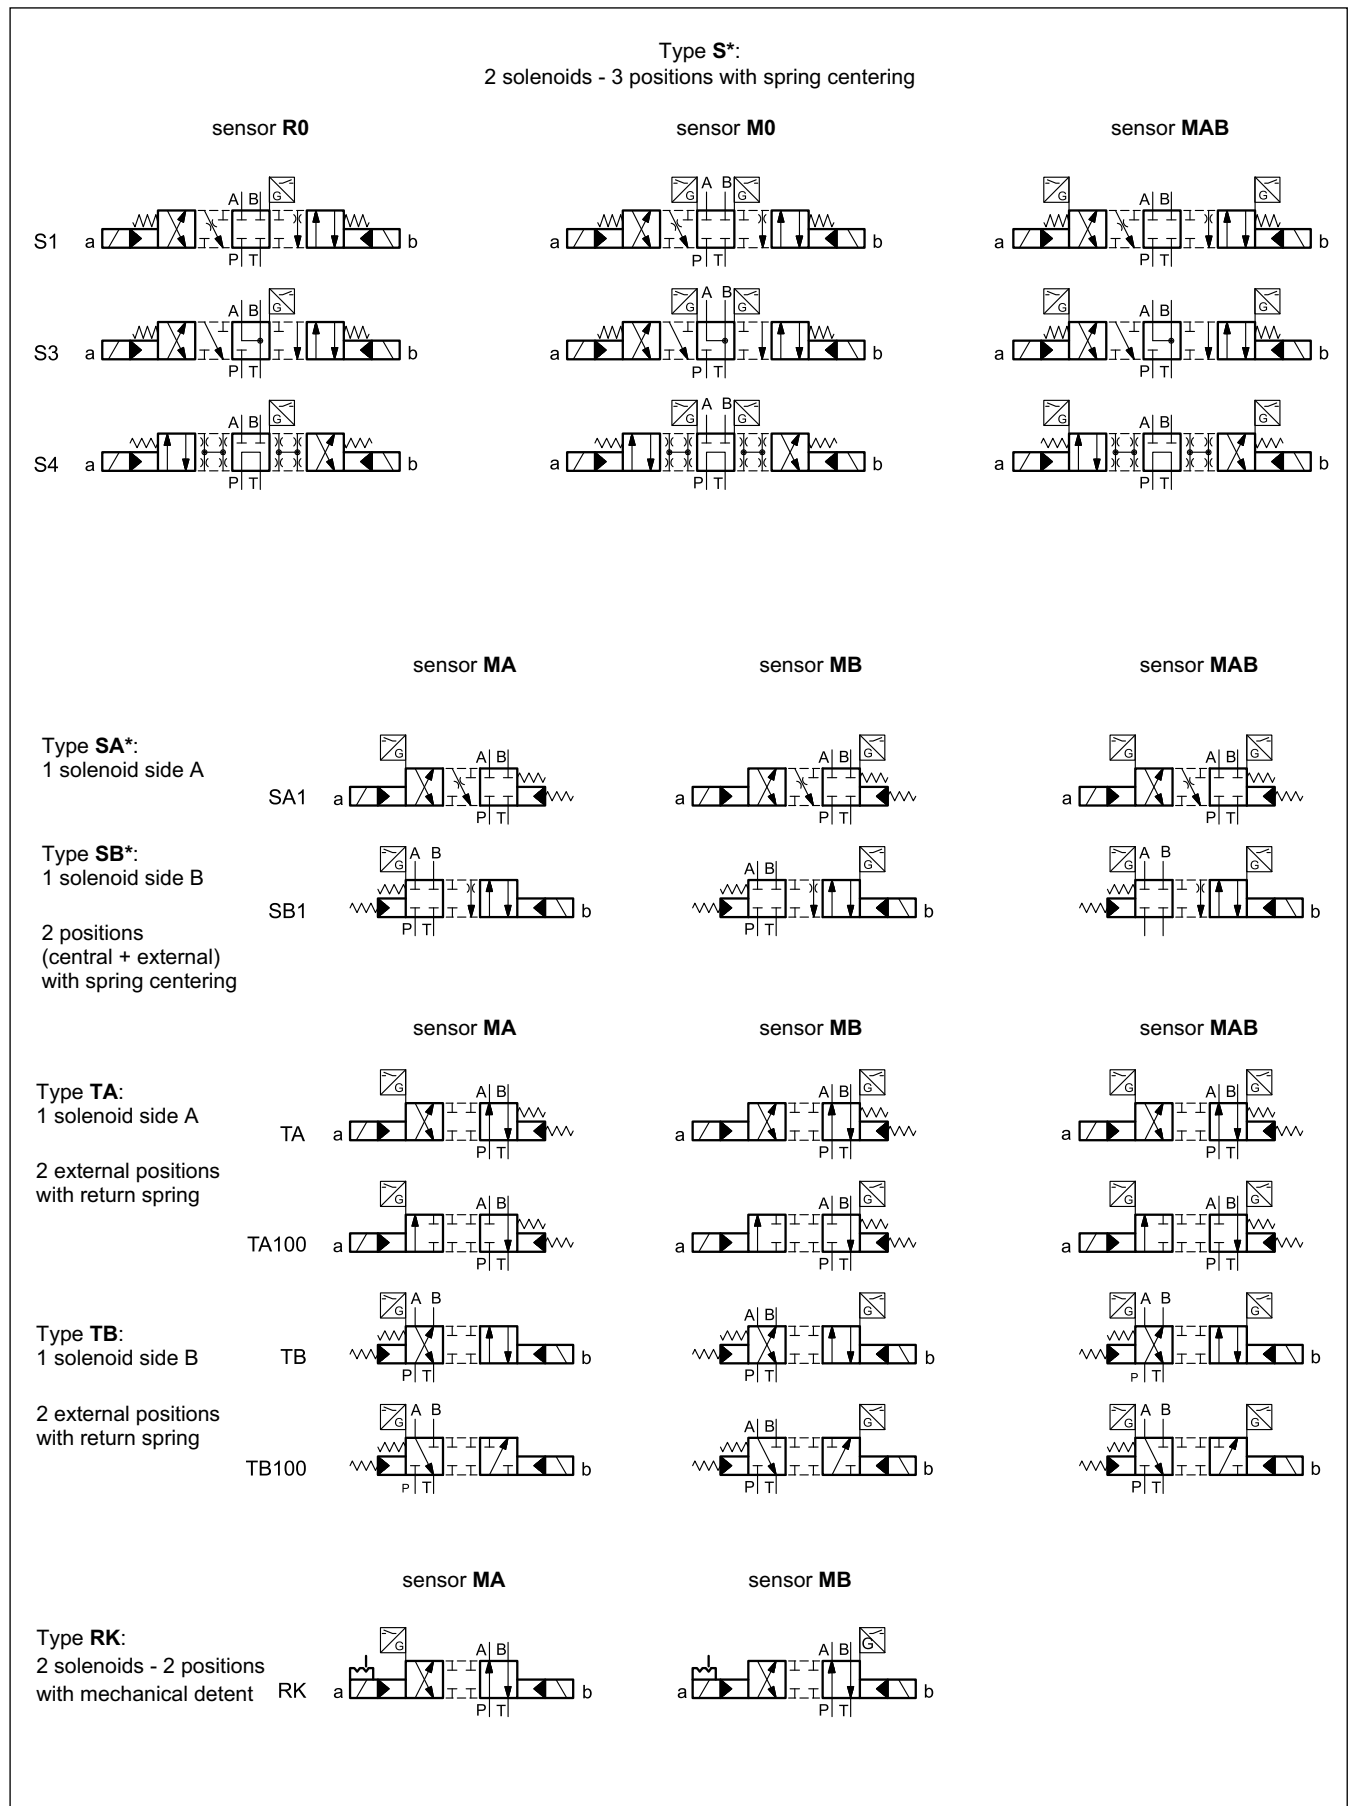 Type S*:
2 solenoids - 3 positions with spring centering
sensor R0 sensor M0 sensor MAB
A B G G A B G G A B G
S1 a b a b a b
P T P T P T
A B G G A B G G A B G
S3 a b a b a b
P T P T P T
A B G G A B G G A B G
S4 a b a b a b
P T P T P T
sensor MA sensor MB sensor MAB
Type SA*:
1 solenoid side A
G A B A B G G A B G
SA1 a a a
P T P T P T
Type SB*:
1 solenoid side B
G A B A B G G A B G
SB1 b b b
P T P T
2 positions
(central + external)
with spring centering
sensor MA sensor MB sensor MAB
Type TA:
1 solenoid side A
G A B A B G G A B G
TA a a a
P T P T P T
2 external positions
with return spring
G A B A B G G A B G
TA100 a a a
P T P T P T
Type TB:
1 solenoid side B
G A B A B G G A B G
TB b b b
P T P T P T
2 external positions
with return spring
G A B A B G G A B G
TB100 b b b
P T P T P T
sensor MA sensor MB
Type RK:
2 solenoids - 2 positions
with mechanical detent
G A B A B G
RK a b a b
P T P T